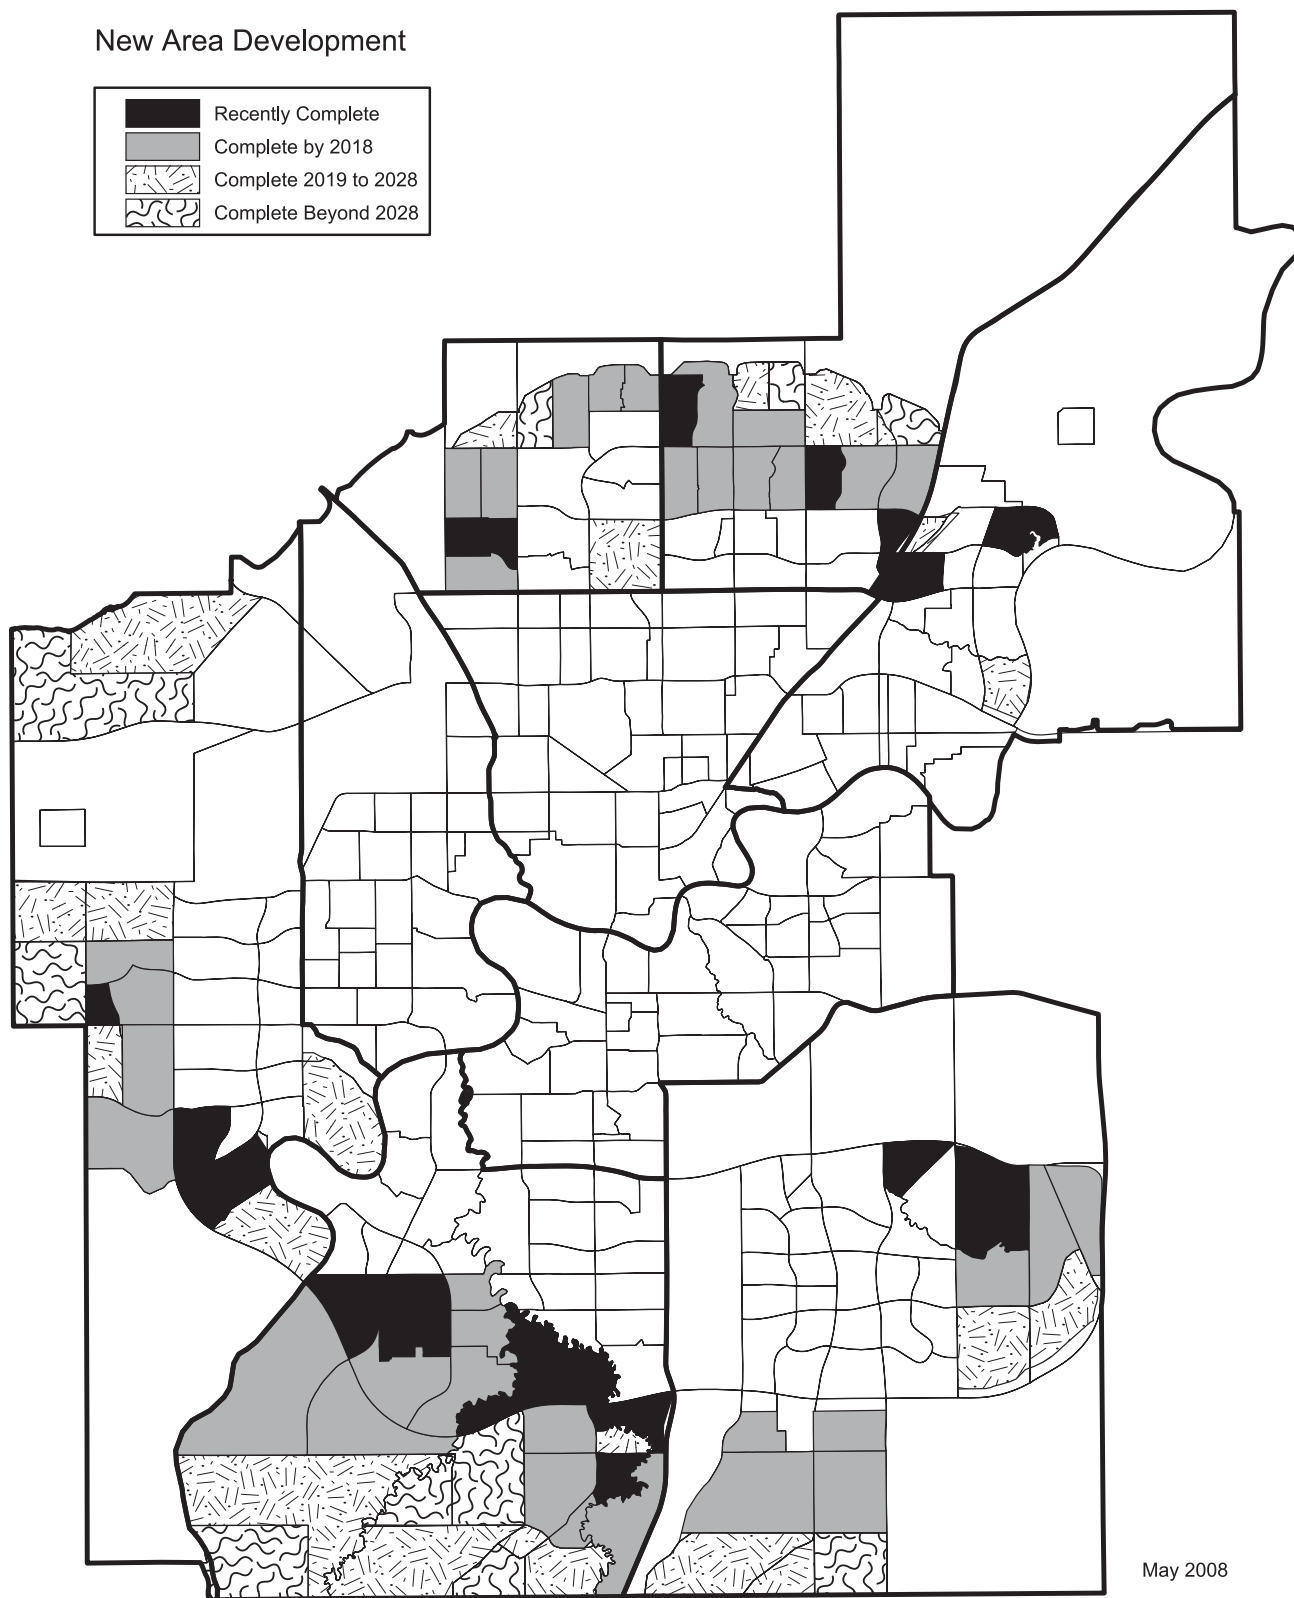 New Area Development
Recently Complete
Complete by 2018
Complete 2019 to 2028
Complete Beyond 2028
May 2008